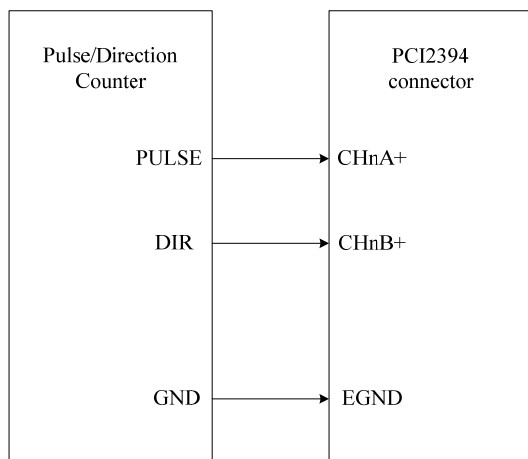 Pulse/Direction
Counter
PCI2394
connector
PULSE
CHnA+
DIR
CHnB+
GND
EGND